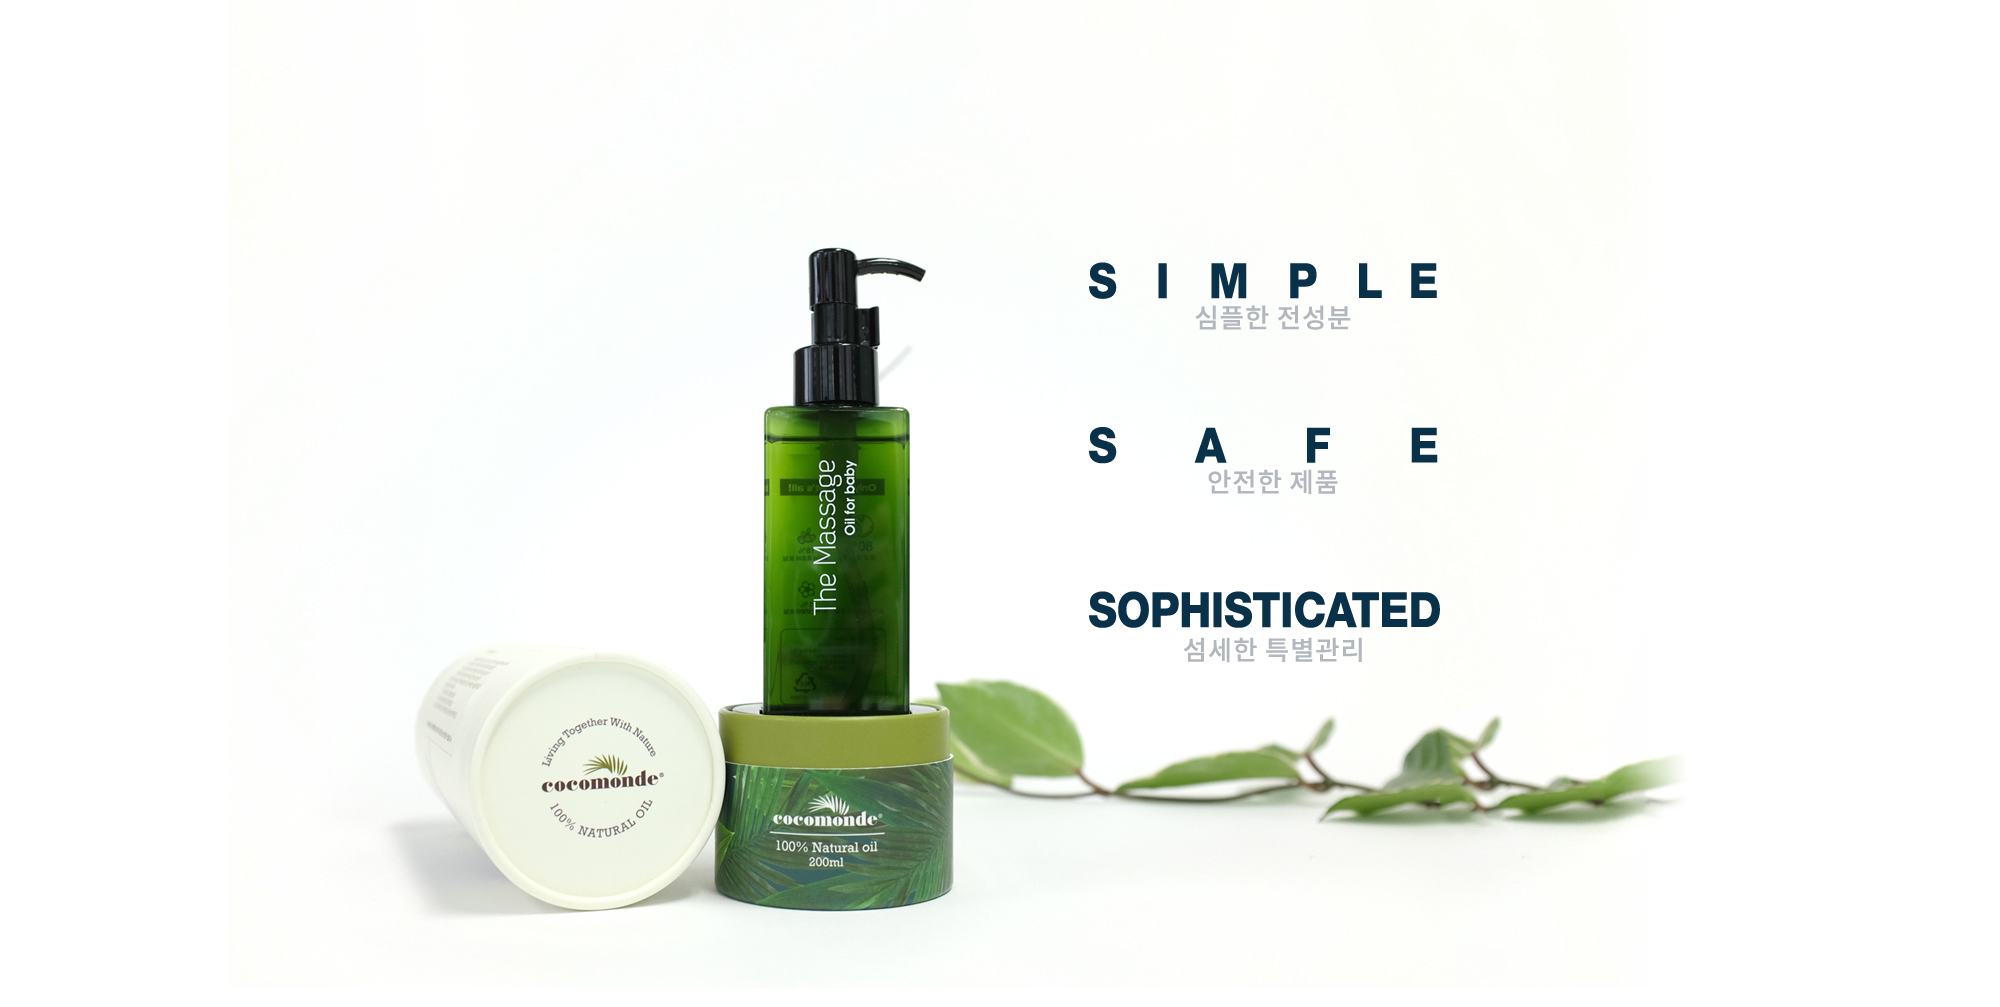 SIMPLE
심플한 전성분
SAFE
안전한 제품
SOPHISTICATED
섬세한 특별관리
The Massage
Oil for baby
Living Together With Nature
cocomonde®
100% NATURAL OIL
cocomonde®
100% Natural oil
200ml